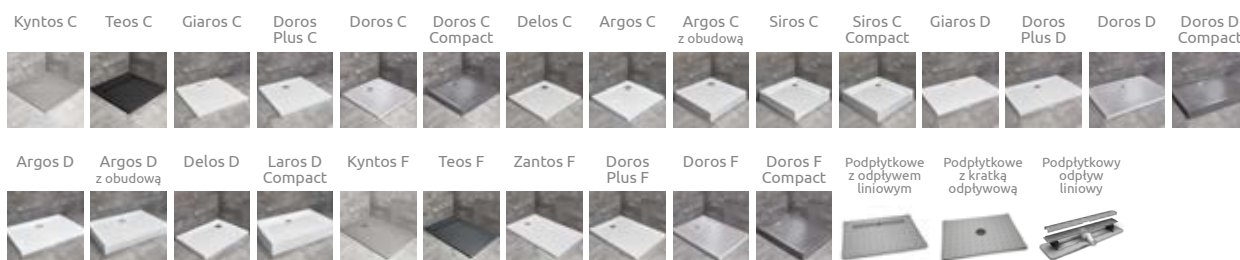 Kyntos C
Teos C
Giaros C
Doros
Plus C
Doros C
Doros C
Compact
Delos C
Argos C
Argos C
z obudową
Siros C
Siros C
Compact
Giaros D
Doros
Plus D
Doros D
Doros D
Compact
Argos D
Argos D
z obudową
Delos D
Laros D
Compact
Kyntos F
Teos F
Zantos F
Doros
Plus F
Doros F
Doros F
Compact
Podpłytkowe
z odpływem
liniowym
Podpłytkowe
z kratką
odpływową
Podpłytkowy
odpływ
liniowy